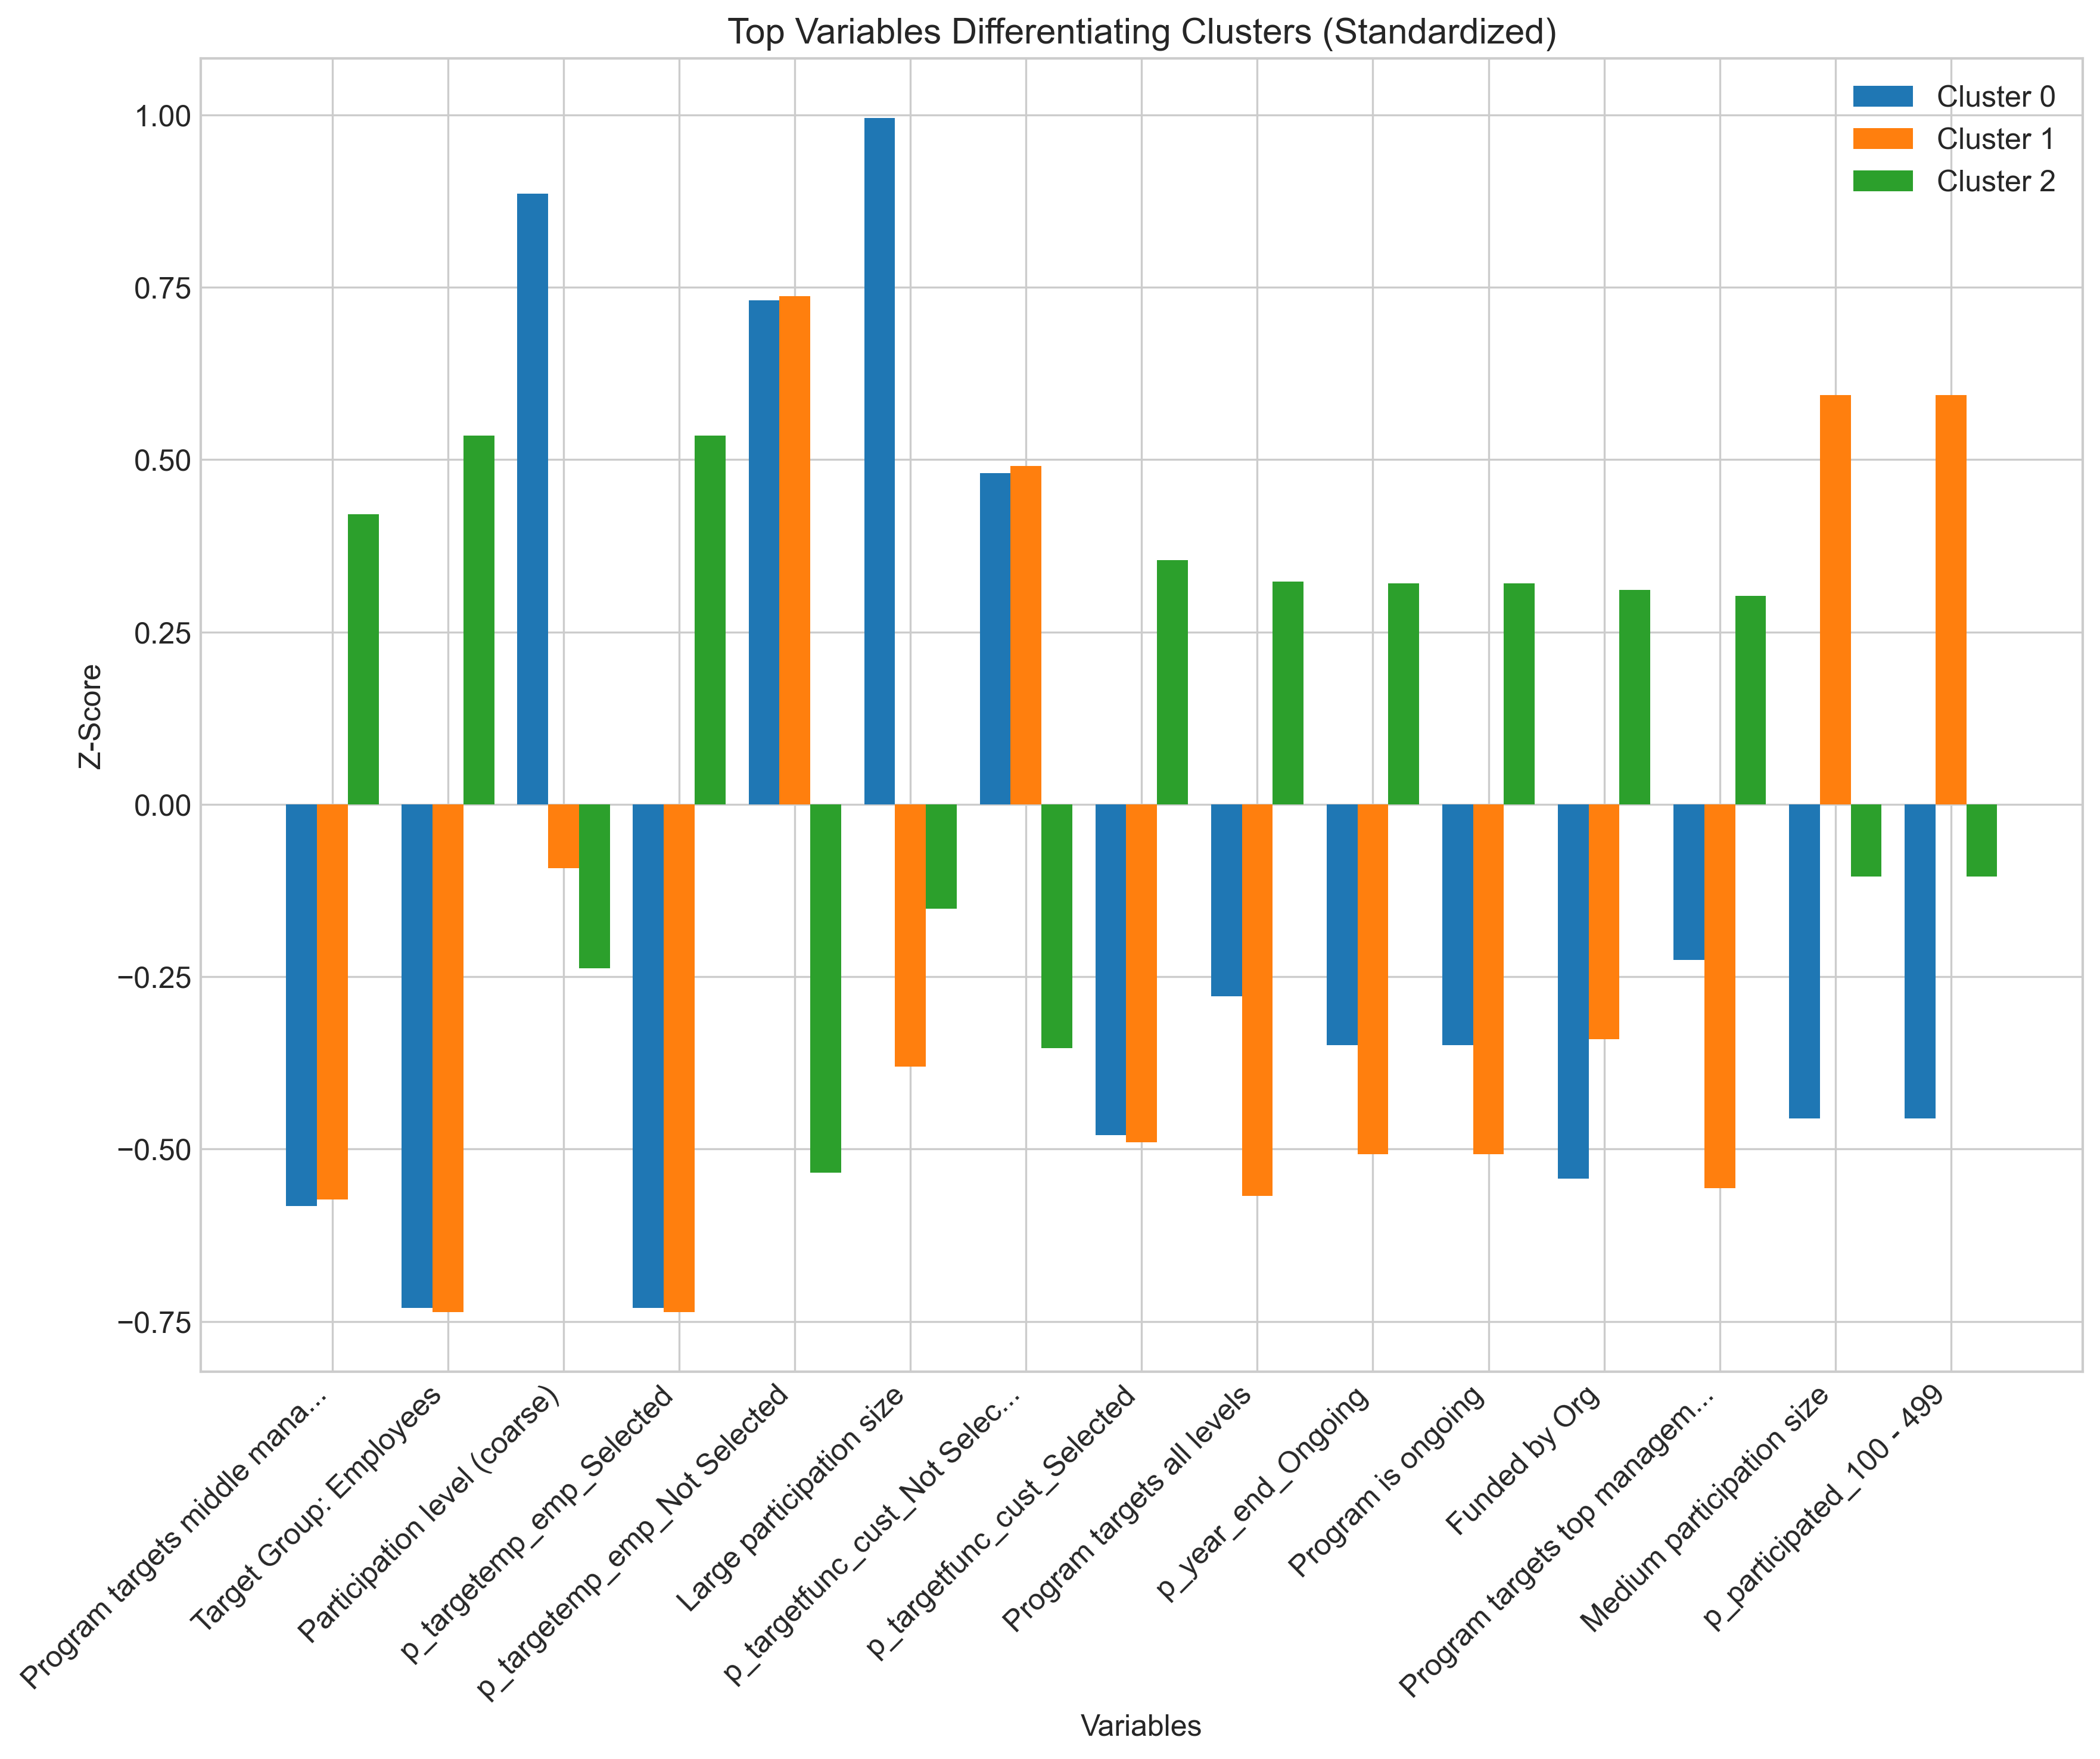 Top Variables Differentiating Clusters (Standardized)
Cluster 0
Cluster 1
Cluster 2
1.00
0.75
0.50
0.25
0.00
−0.25
−0.50
−0.75
Z-Score
Program targets middle mana...
Target Group: Employees
Participation level (coarse)
p_targetemp_emp_Selected
p_targetemp_emp_Not Selected
Large participation size
p_targetfunc_cust_Not Selec...
p_targetfunc_cust_Selected
Program targets all levels
p_year_end_Ongoing
Program is ongoing
Funded by Org
Program targets top managem...
Medium participation size
p_participated_100 - 499
Variables